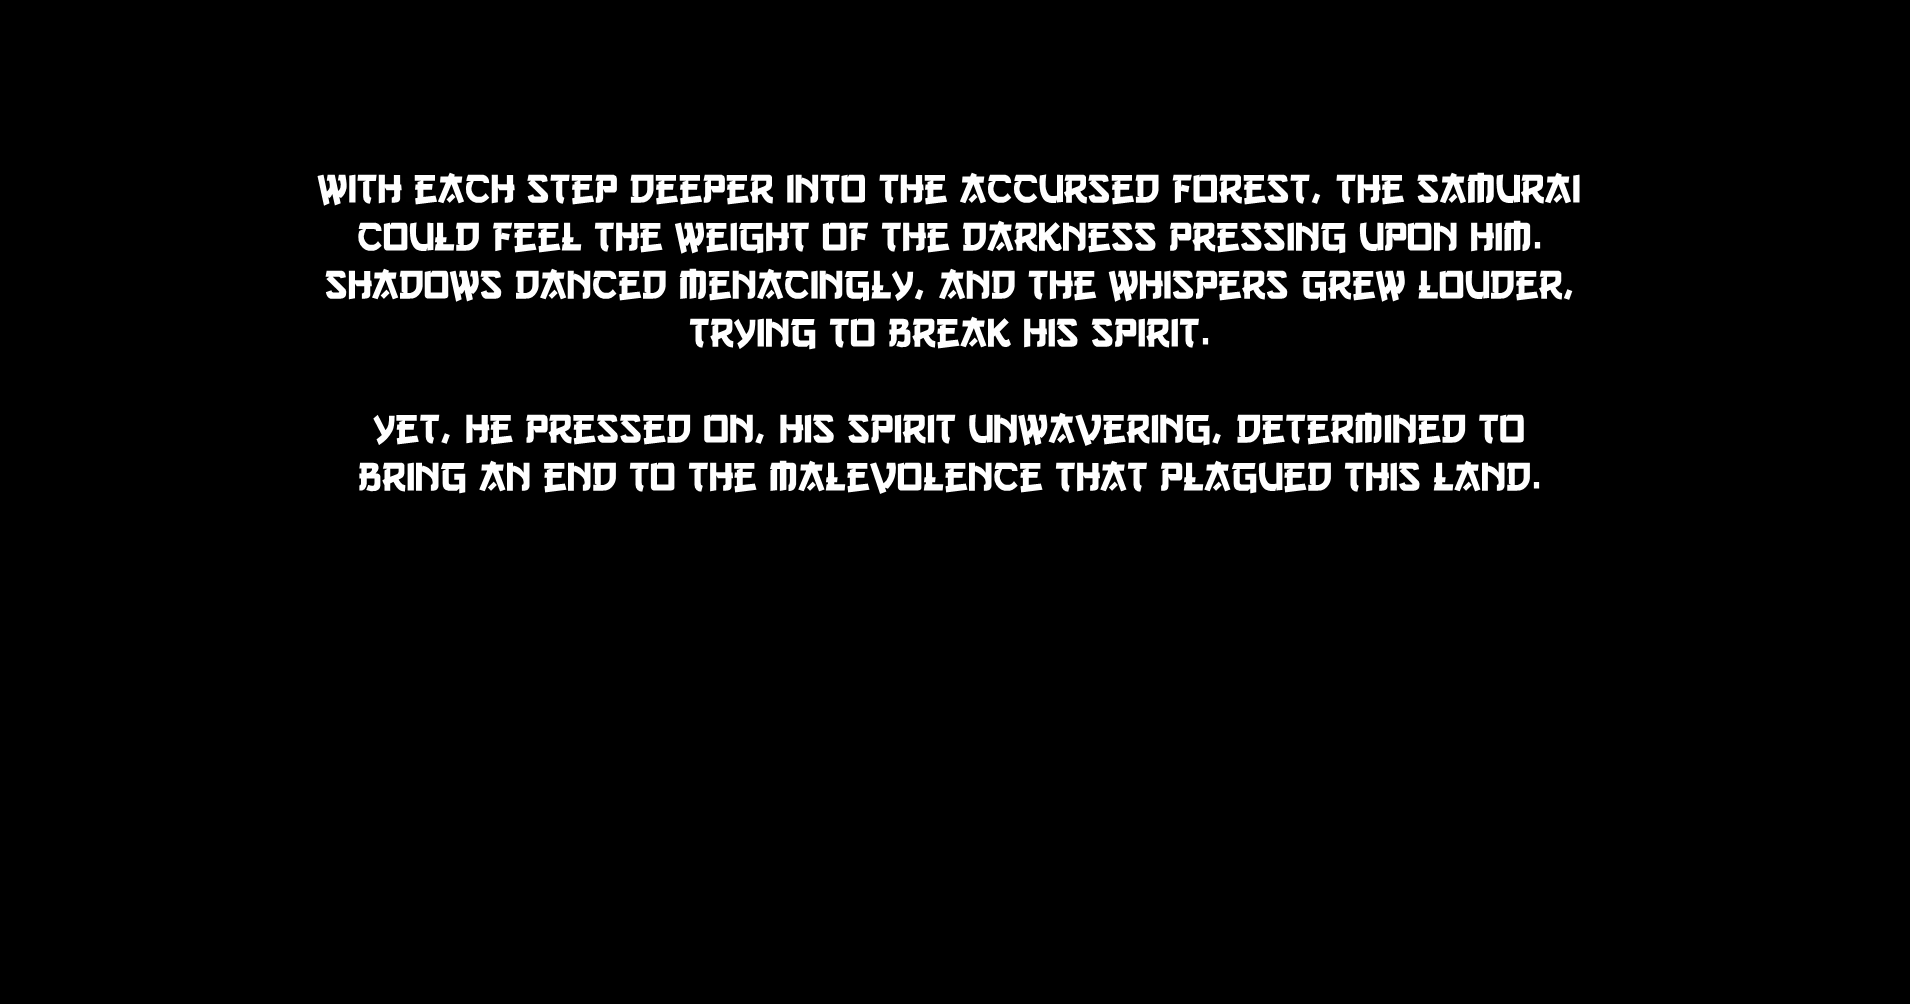 WITH EACH STEP DEEPER INTO THE ACCURSED FOREST, THE SAMURAI
COULD FEEL THE WEIGHT OF THE DARKNESS PRESSING UPON HIM.
SHADOWS DANCED MENACINGLY, AND THE WHISPERS GREW LOUDER,
TRYING TO BREAK HIS SPIRIT.
YET, HE PRESSED ON, HIS SPIRIT UNWAVERING, DETERMINED TO
BRING AN END TO THE MALEVOLENCE THAT PLAGUED THIS LAND.